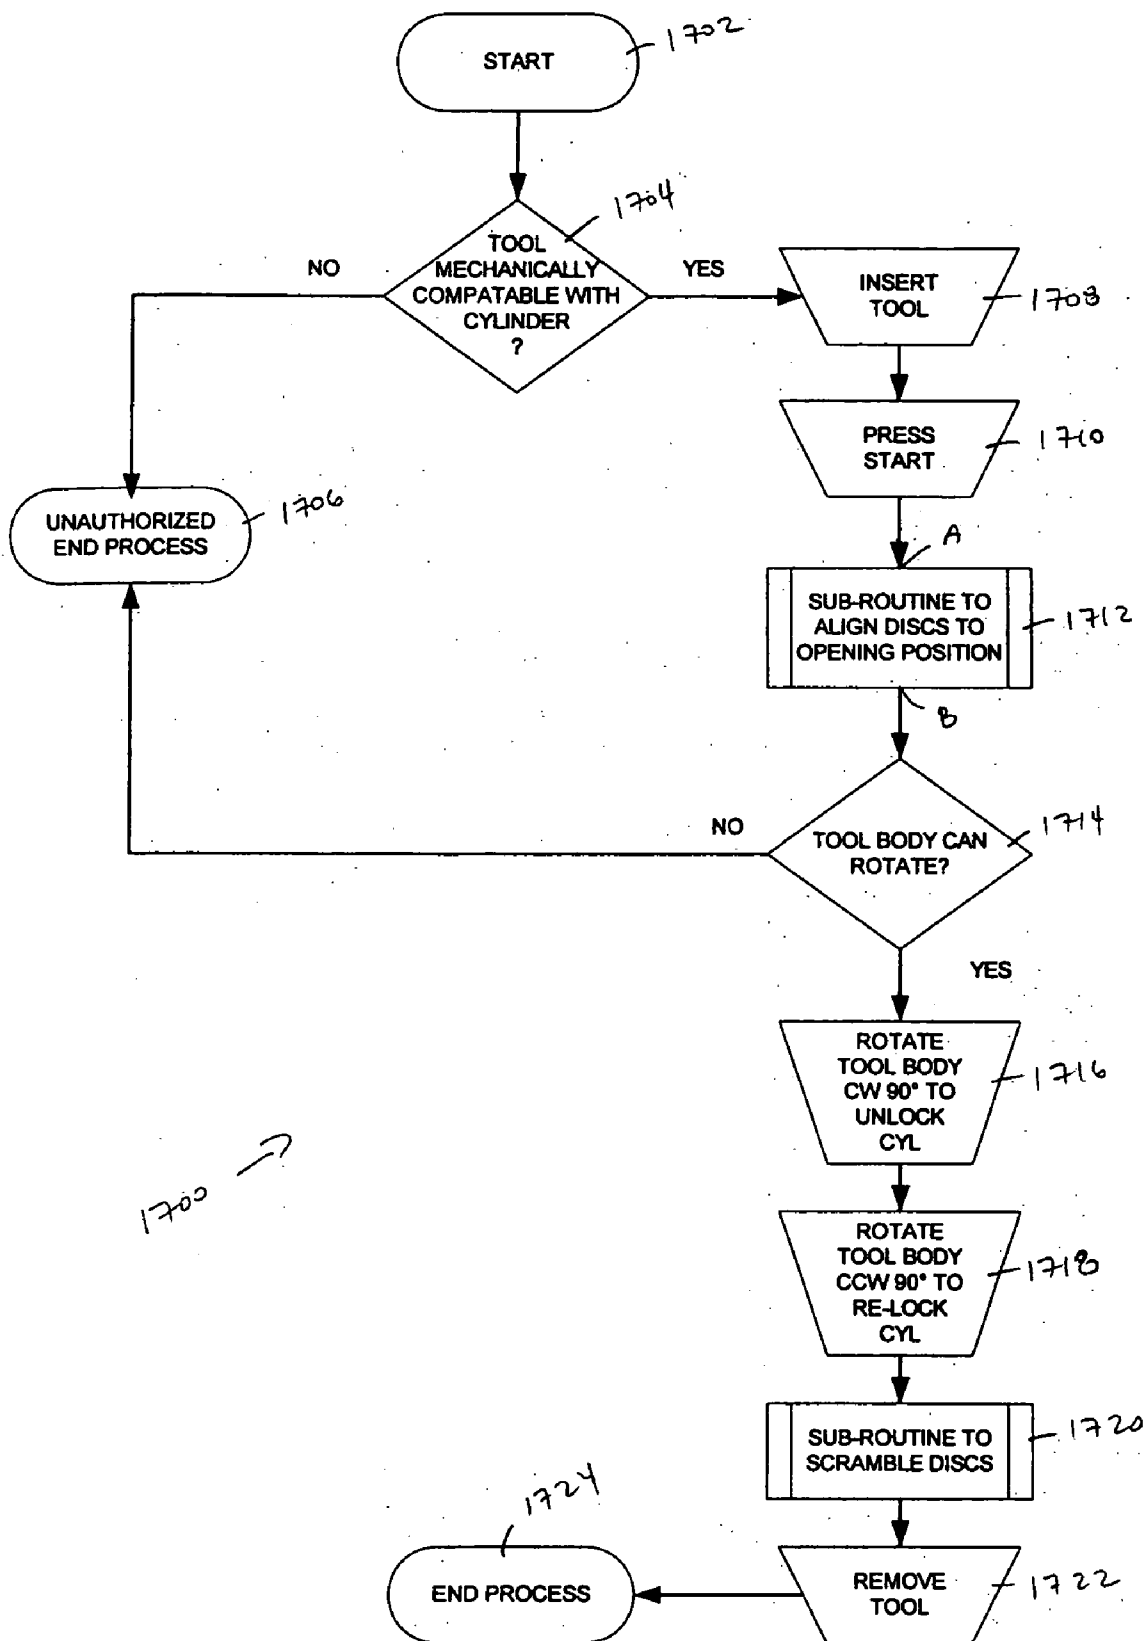 START
1702
TOOL
MECHANICALLY
COMPATABLE WITH
CYLINDER
?
1704
NO
YES
INSERT
TOOL
1708
PRESS
START
1710
UNAUTHORIZED
END PROCESS
1706
A
SUB-ROUTINE TO
ALIGN DISCS TO
OPENING POSITION
1712
B
TOOL BODY CAN
ROTATE?
1714
NO
YES
ROTATE
TOOL BODY
CW 90° TO
UNLOCK
CYL
1716
1700
ROTATE
TOOL BODY
CCW 90° TO
RE-LOCK
CYL
1718
SUB-ROUTINE TO
SCRAMBLE DISCS
1720
1724
END PROCESS
REMOVE
TOOL
1722